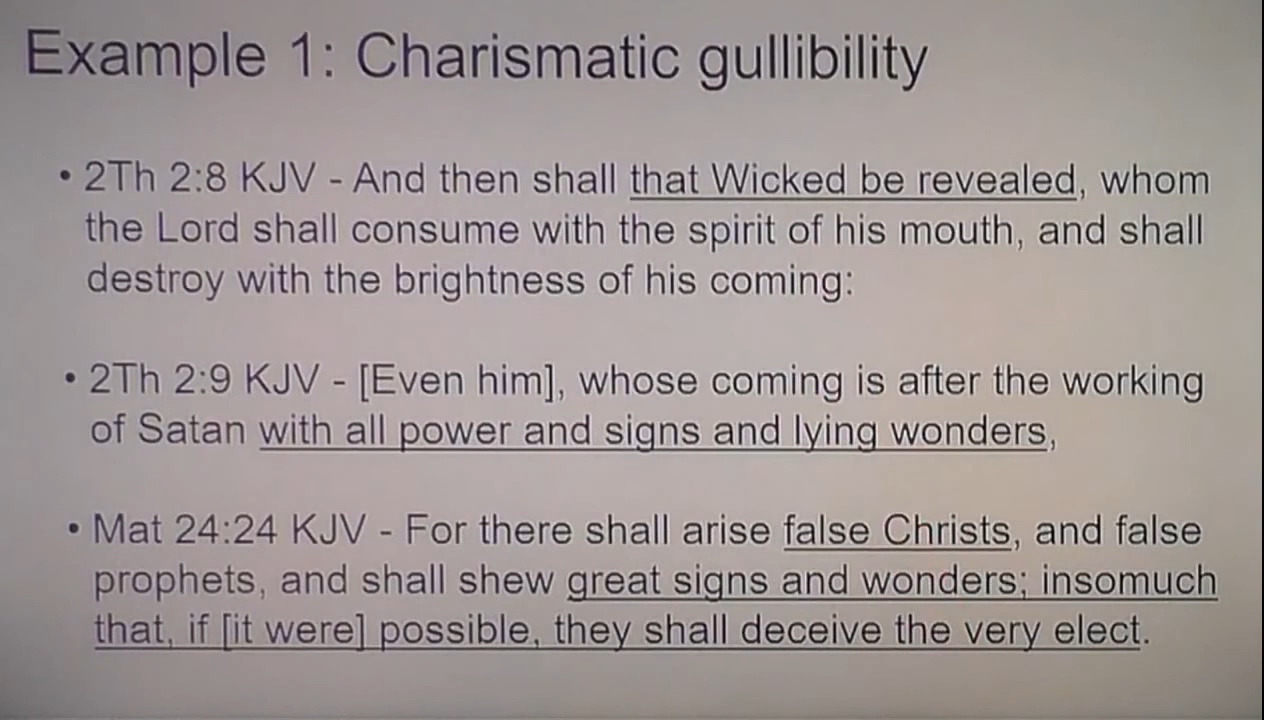 Example 1: Charismatic gullibility
• 2Th 2:8 KJV - And then shall that Wicked be revealed, whom
the Lord shall consume with the spirit of his mouth, and shall
destroy with the brightness of his coming:
• 2Th 2:9 KJV - [Even him], whose coming is after the working
of Satan with all power and signs and lying wonders,
• Mat 24:24 KJV - For there shall arise false Christs, and false
prophets, and shall shew great signs and wonders; insomuch
that, if [it were] possible, they shall deceive the very elect.